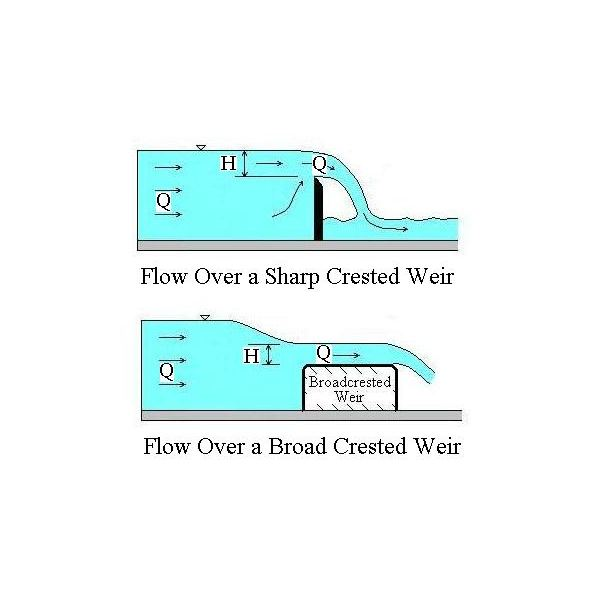 H
Q
Q
Flow Over a Sharp Crested Weir
H
Q
Q
Broadcrested
Weir
Flow Over a Broad Crested Weir